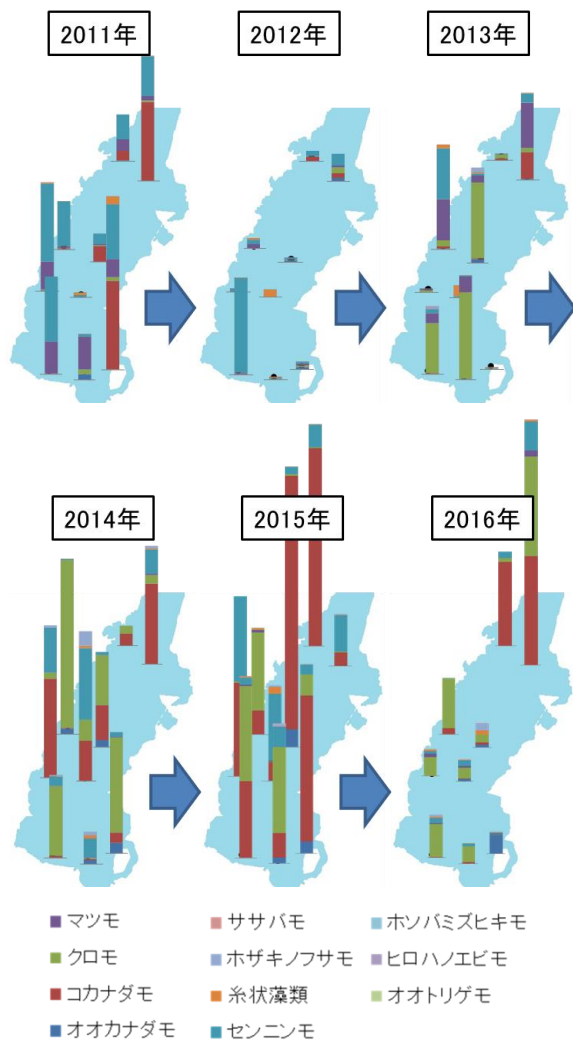 2011年 2012年 2013年
2014年 2015年 2016年
マツモ ササバモ ホソバミズヒキモ
クロモ ホザキノフサモ ヒロハノエビモ
コカナダモ 糸状藻類 オオトリゲモ
オオカナダモ センニンモ